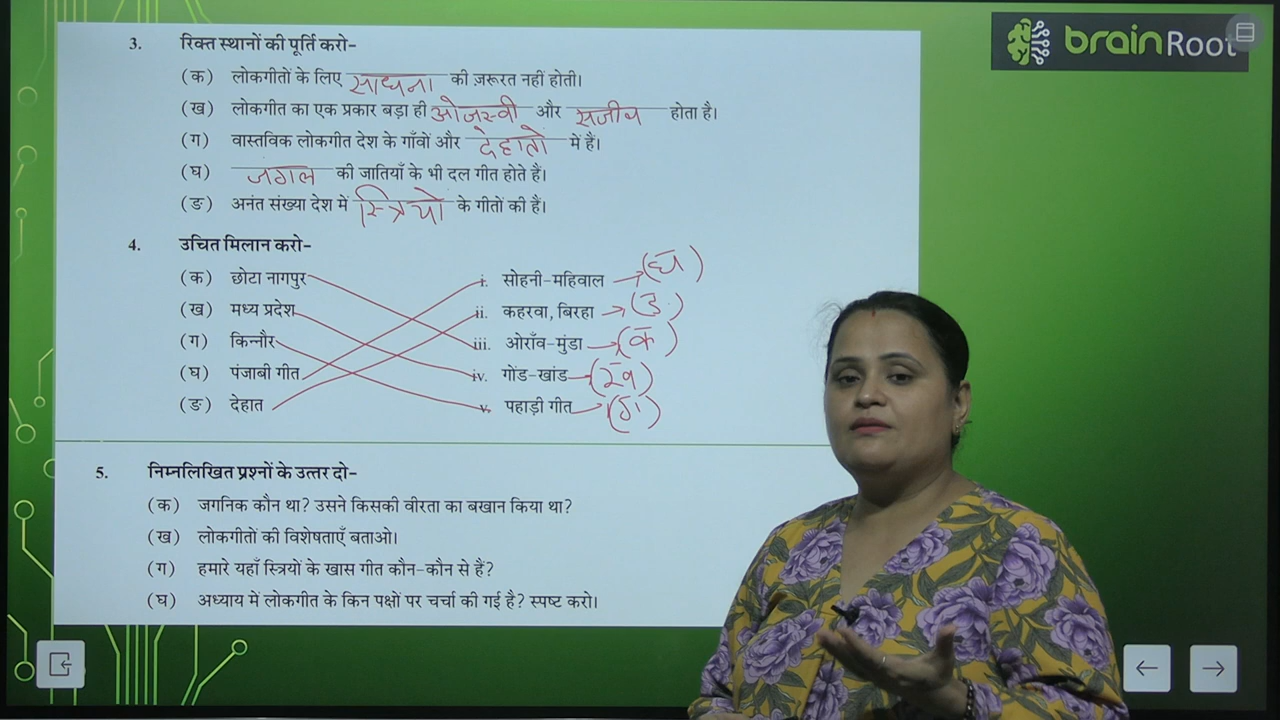 brainRoot
3. रिक्त स्थानों की पूर्ति करो–
(क) लोकगीतों के लिए साधना की ज़रूरत नहीं होती।
(ख) लोकगीत का एक प्रकार बड़ा ही ओजस्वी और सजीव होता है।
(ग) वास्तविक लोकगीत देश के गाँवों और देहातों में हैं।
(घ) जगल की जातियाँ के भी दल गीत होते हैं।
(ङ) अनंत संख्या देश में स्त्रियों के गीतों की हैं।
4. उचित मिलान करो–
(क) छोटा नागपुर i. सोहनी-महिवाल (घ)
(ख) मध्य प्रदेश ii. कहरवा, बिरहा (ङ)
(ग) किन्नौर iii. ओराँव-मुंडा (क)
(घ) पंजाबी गीत iv. गोंड-खांड (ख)
(ङ) देहात v. पहाड़ी गीत (ग)
5. निम्नलिखित प्रश्नों के उत्तर दो–
(क) जगनिक कौन था? उसने किसकी वीरता का बखान किया था?
(ख) लोकगीतों की विशेषताएँ बताओ।
(ग) हमारे यहाँ स्त्रियों के खास गीत कौन-कौन से हैं?
(घ) अध्याय में लोकगीत के किन पक्षों पर चर्चा की गई है? स्पष्ट करो।